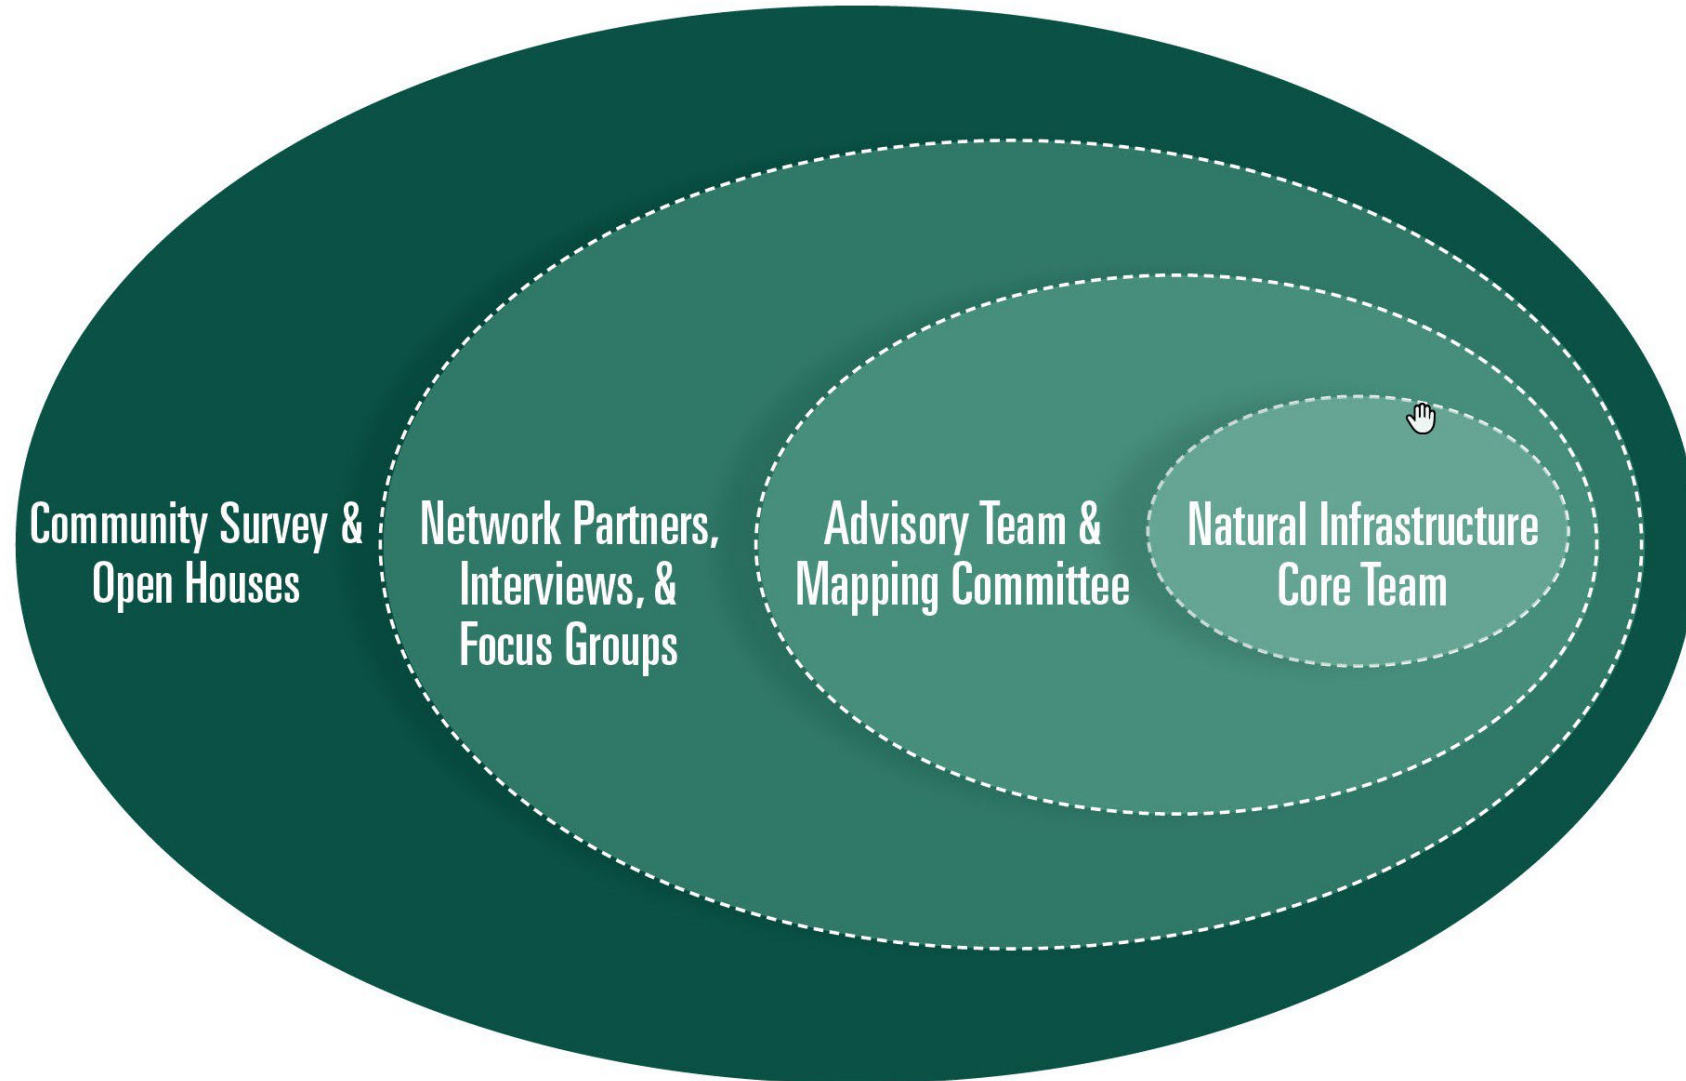 Community Survey &
Open Houses
Network Partners,
Interviews, &
Focus Groups
Advisory Team &
Mapping Committee
Natural Infrastructure
Core Team